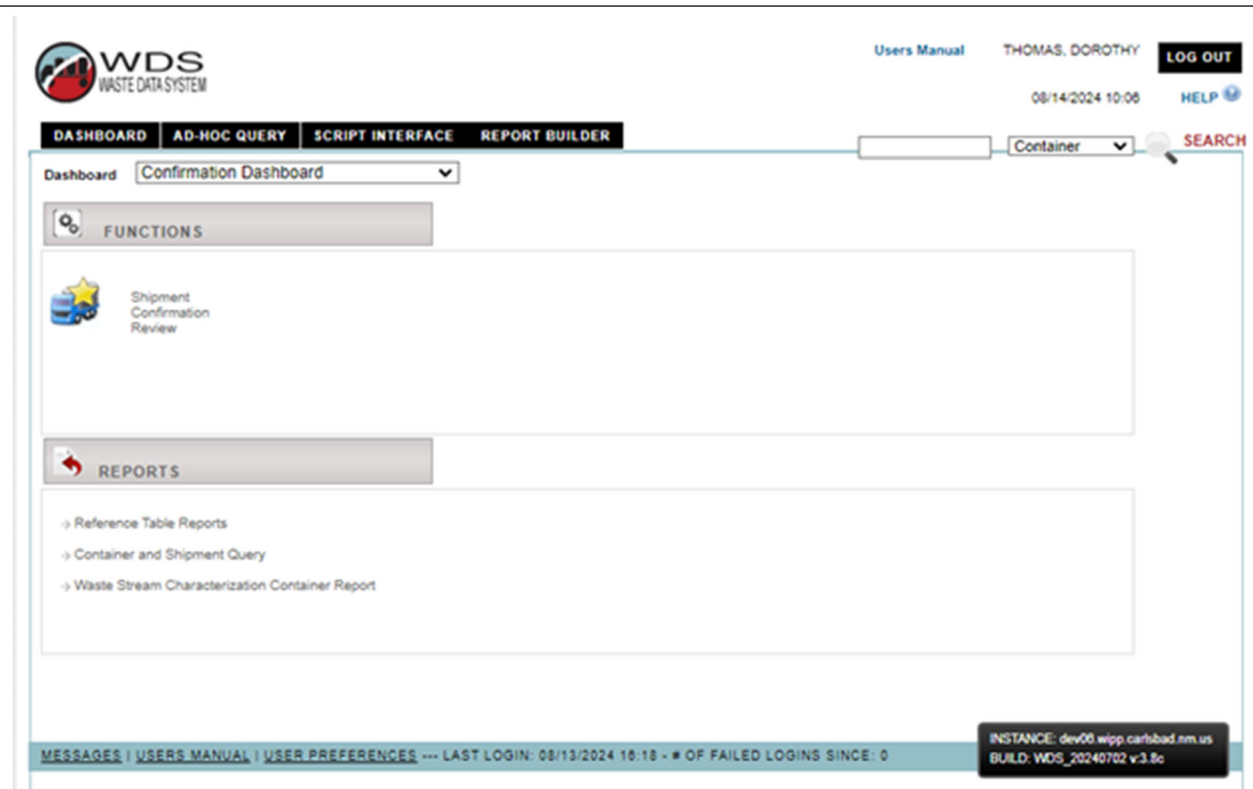 WDS
WASTE DATA SYSTEM
Users Manual
THOMAS, DOROTHY
LOG OUT
08/14/2024 10:06
HELP
DASHBOARD
AD-HOC QUERY
SCRIPT INTERFACE
REPORT BUILDER
Container
SEARCH
Dashboard
Confirmation Dashboard
FUNCTIONS
Shipment
Confirmation
Review
REPORTS
Reference Table Reports
Container and Shipment Query
Waste Stream Characterization Container Report
MESSAGES | USERS MANUAL | USER PREFERENCES --- LAST LOGIN: 08/13/2024 16:18 - # OF FAILED LOGINS SINCE: 0
INSTANCE: dev06.wipp.carlsbad.nm.us
BUILD: WDS_20240702 v:3.8c